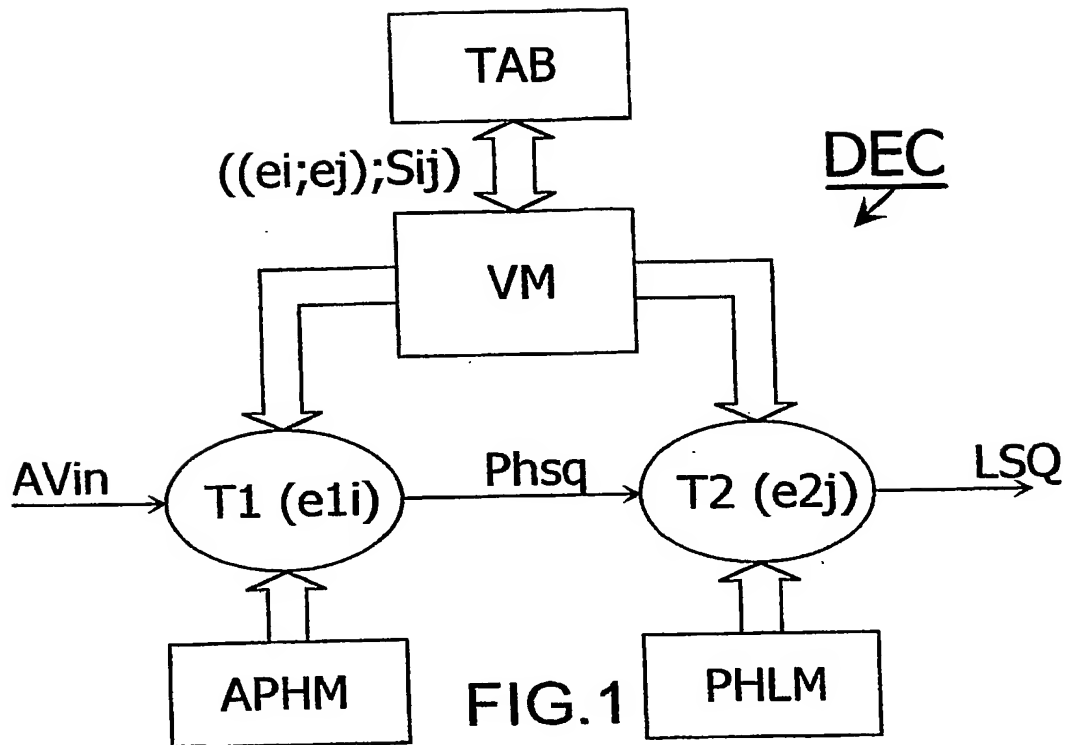 TAB
((ei;ej);Sij)
DEC
VM
AVin
T1 (e1i)
Phsq
T2 (e2j)
LSQ
APHM
FIG.1
PHLM